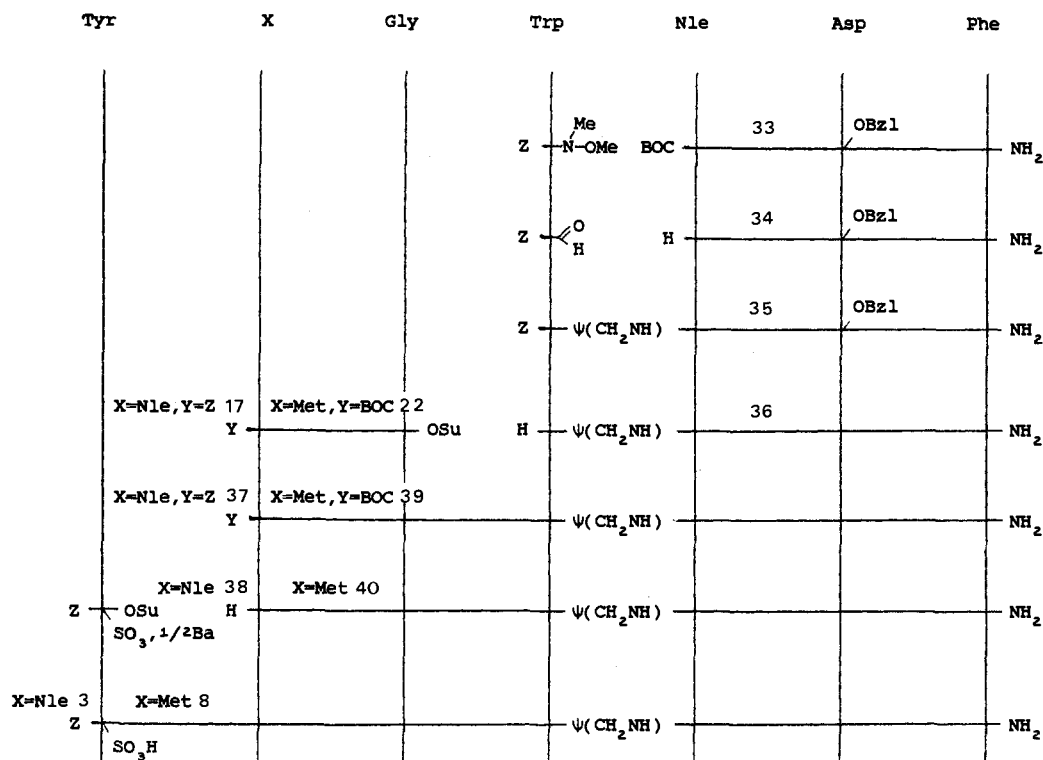 Tyr X Gly Trp Nle Asp Phe
Z N Me OMe BOC 33 OBzl NH2
Z O H H 34 OBzl NH2
Z Ψ(CH2NH) 35 OBzl NH2
X=Nle,Y=Z 17 X=Met,Y=BOC 22 36
Y OSu H Ψ(CH2NH) NH2
X=Nle,Y=Z 37 X=Met,Y=BOC 39
Y Ψ(CH2NH) NH2
X=Nle 38 X=Met 40
Z OSu H Ψ(CH2NH) NH2
SO3,1/2Ba
X=Nle 3 X=Met 8
Z Ψ(CH2NH) NH2
SO3H